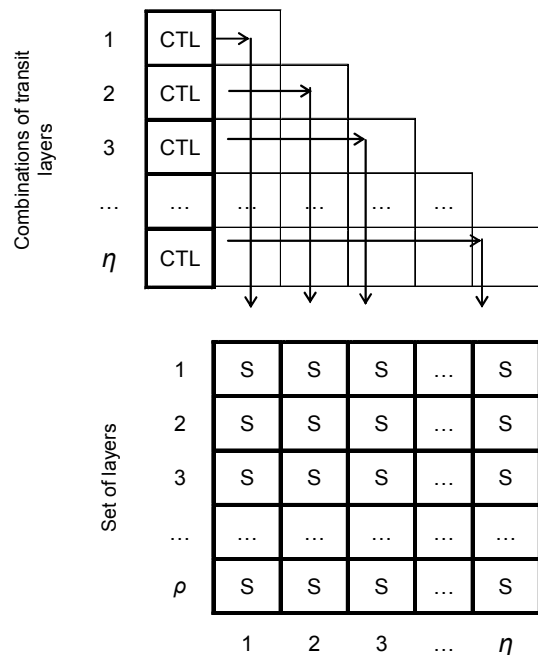 Combinations of transit
layers
1 CTL
2 CTL
3 CTL
... ... ... ... ... ...
η CTL
Set of layers
1 S S S ... S
2 S S S ... S
3 S S S ... S
... ... ... ... ... ...
ρ S S S ... S
1 2 3 ... η